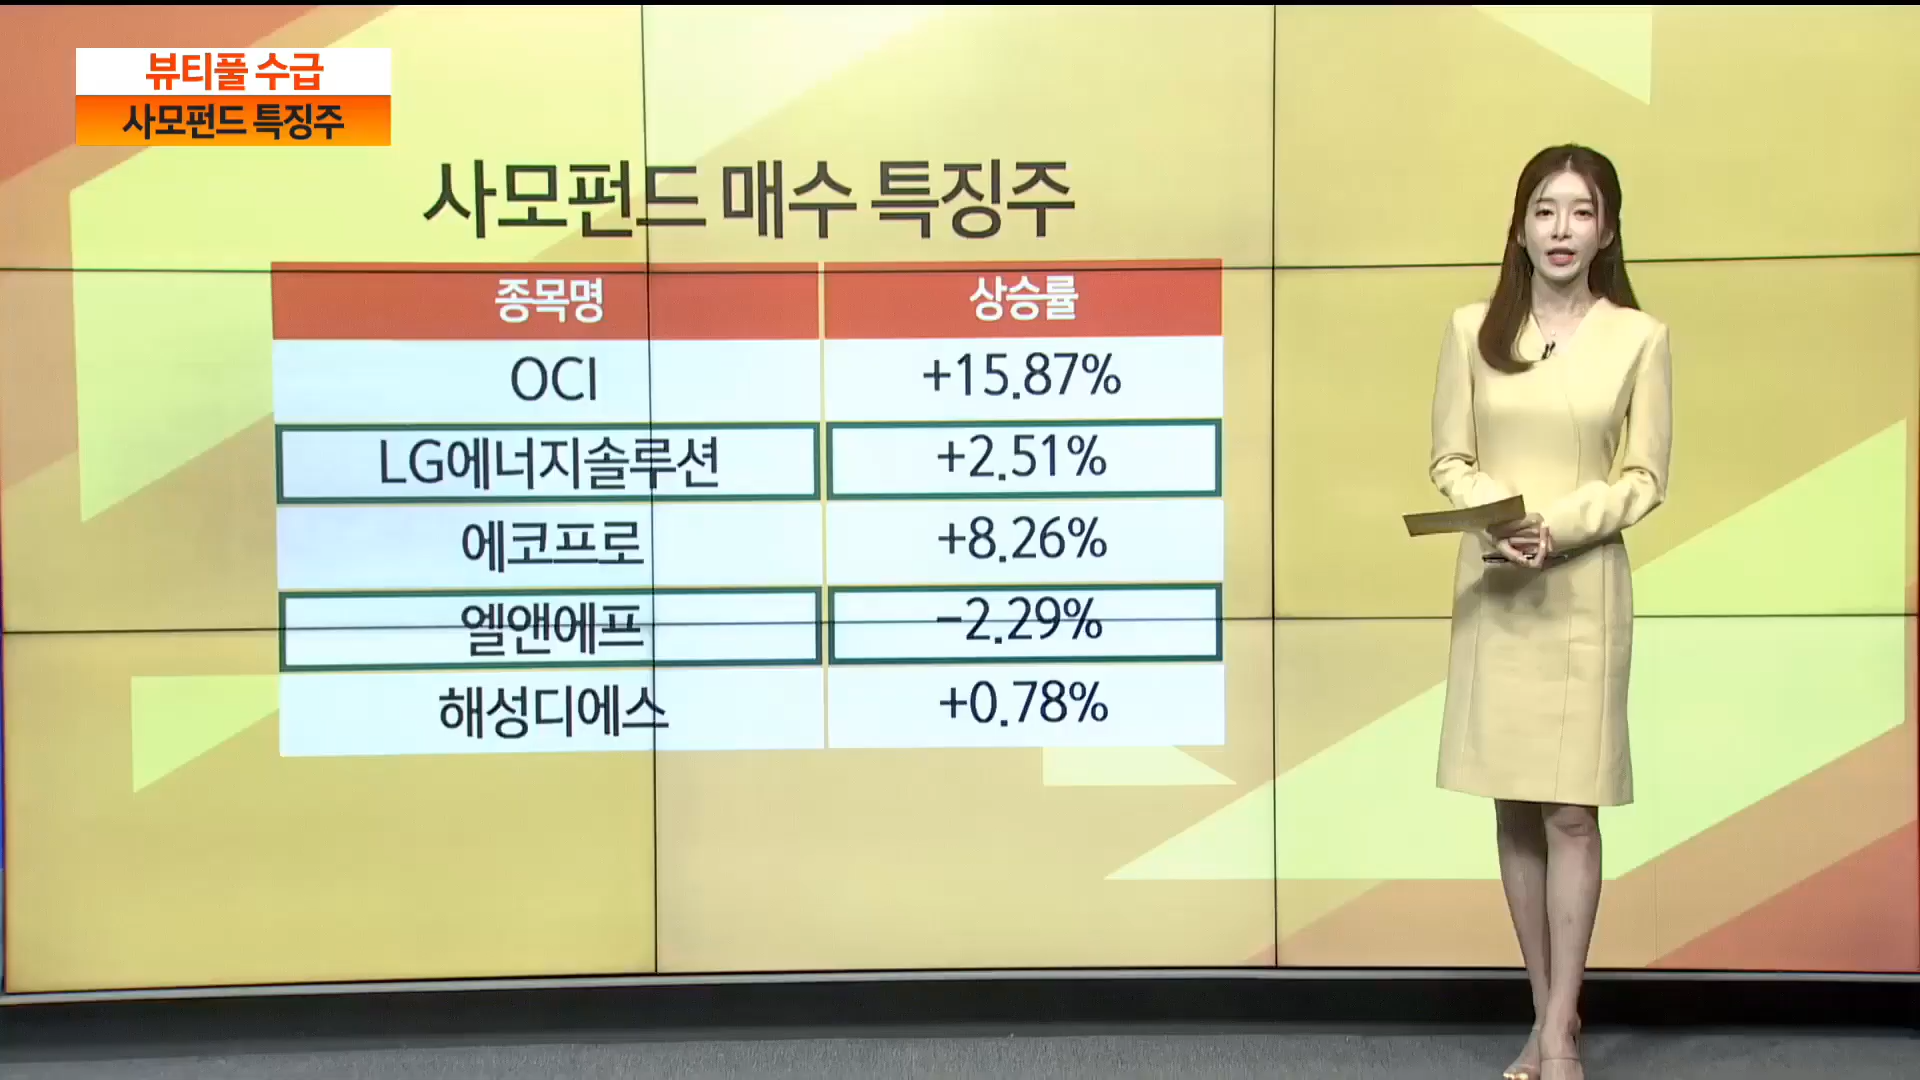 뷰티풀 수급
사모펀드 특징주
사모펀드 매수 특징주
종목명 상승률
OCI +15.87%
LG에너지솔루션 +2.51%
에코프로 +8.26%
엘앤에프 -2.29%
해성디에스 +0.78%